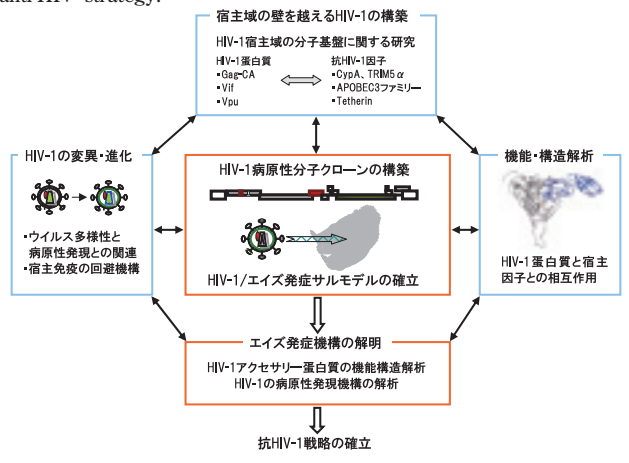 anti HIV strategy.
宿主域の壁を越えるHIV-1の構築
HIV-1宿主域の分子基盤に関する研究
HIV-1蛋白質
▪Gag-CA
▪Vif
▪Vpu
抗HIV-1因子
▪CypA、TRIM5α
▪APOBEC3ファミリー
▪Tetherin
HIV-1の変異・進化
▪ウイルス多様性と
病原性発現との関連
▪宿主免疫の回避機構
HIV-1病原性分子クローンの構築
HIV-1/エイズ発症サルモデルの確立
機能・構造解析
HIV-1蛋白質と宿主
因子との相互作用
エイズ発症機構の解明
HIV-1アクセサリー蛋白質の機能構造解析
HIV-1の病原性発現機構の解析
抗HIV-1戦略の確立